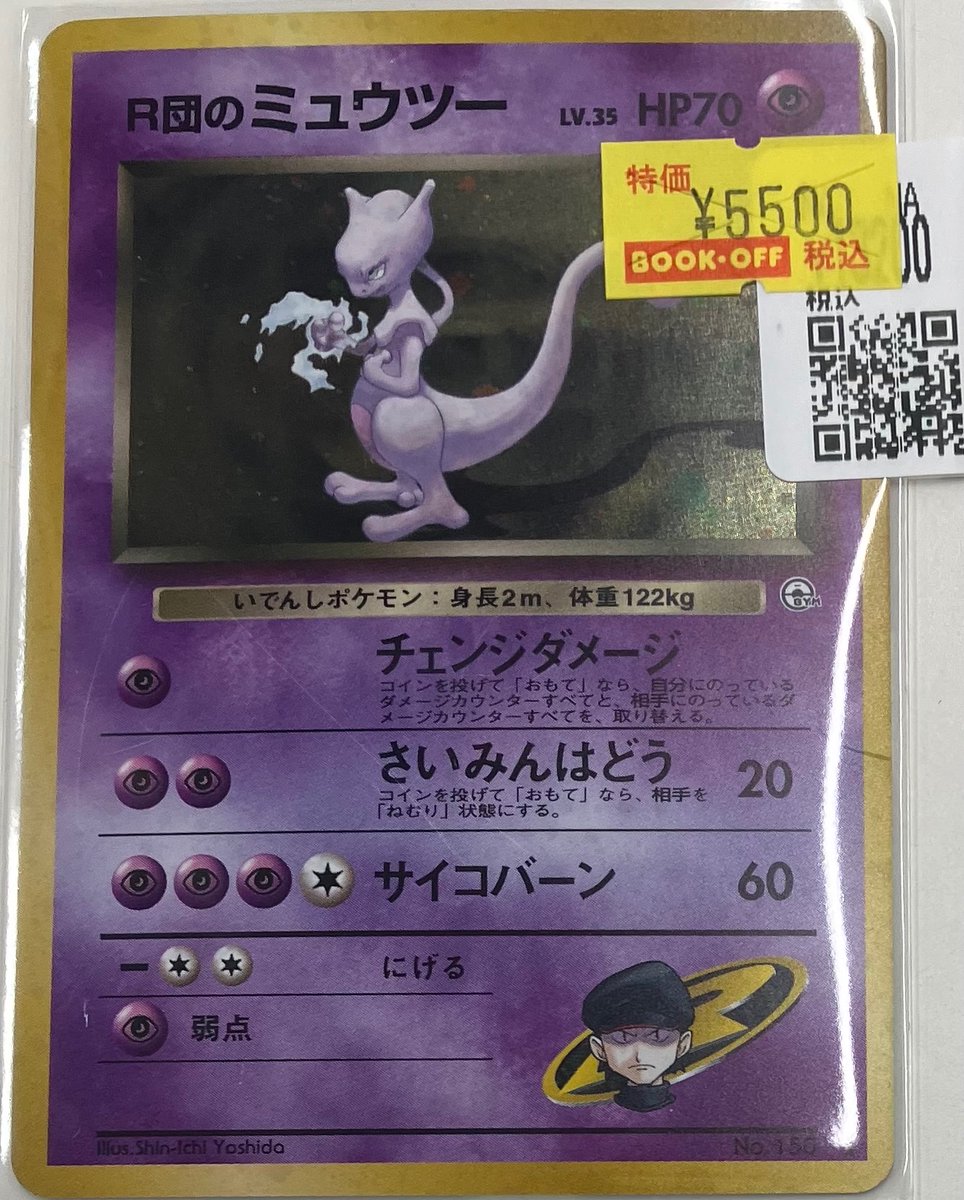 R団のミュウツー LV.35 HP70
特価
¥5500
BOOK・OFF 税込
税込
いでんしポケモン：身長2m、体重122kg
GYM
チェンジダメージ
コインを投げて「おもて」なら、自分にのっている
ダメージカウンターすべてと、相手にのっているダ
メージカウンターすべてを、取り替える。
さいみんはどう 20
コインを投げて「おもて」なら、相手を
「ねむり」状態にする。
サイコバーン 60
にげる
弱点
Illus.Shin-Ichi Yoshida
No.150